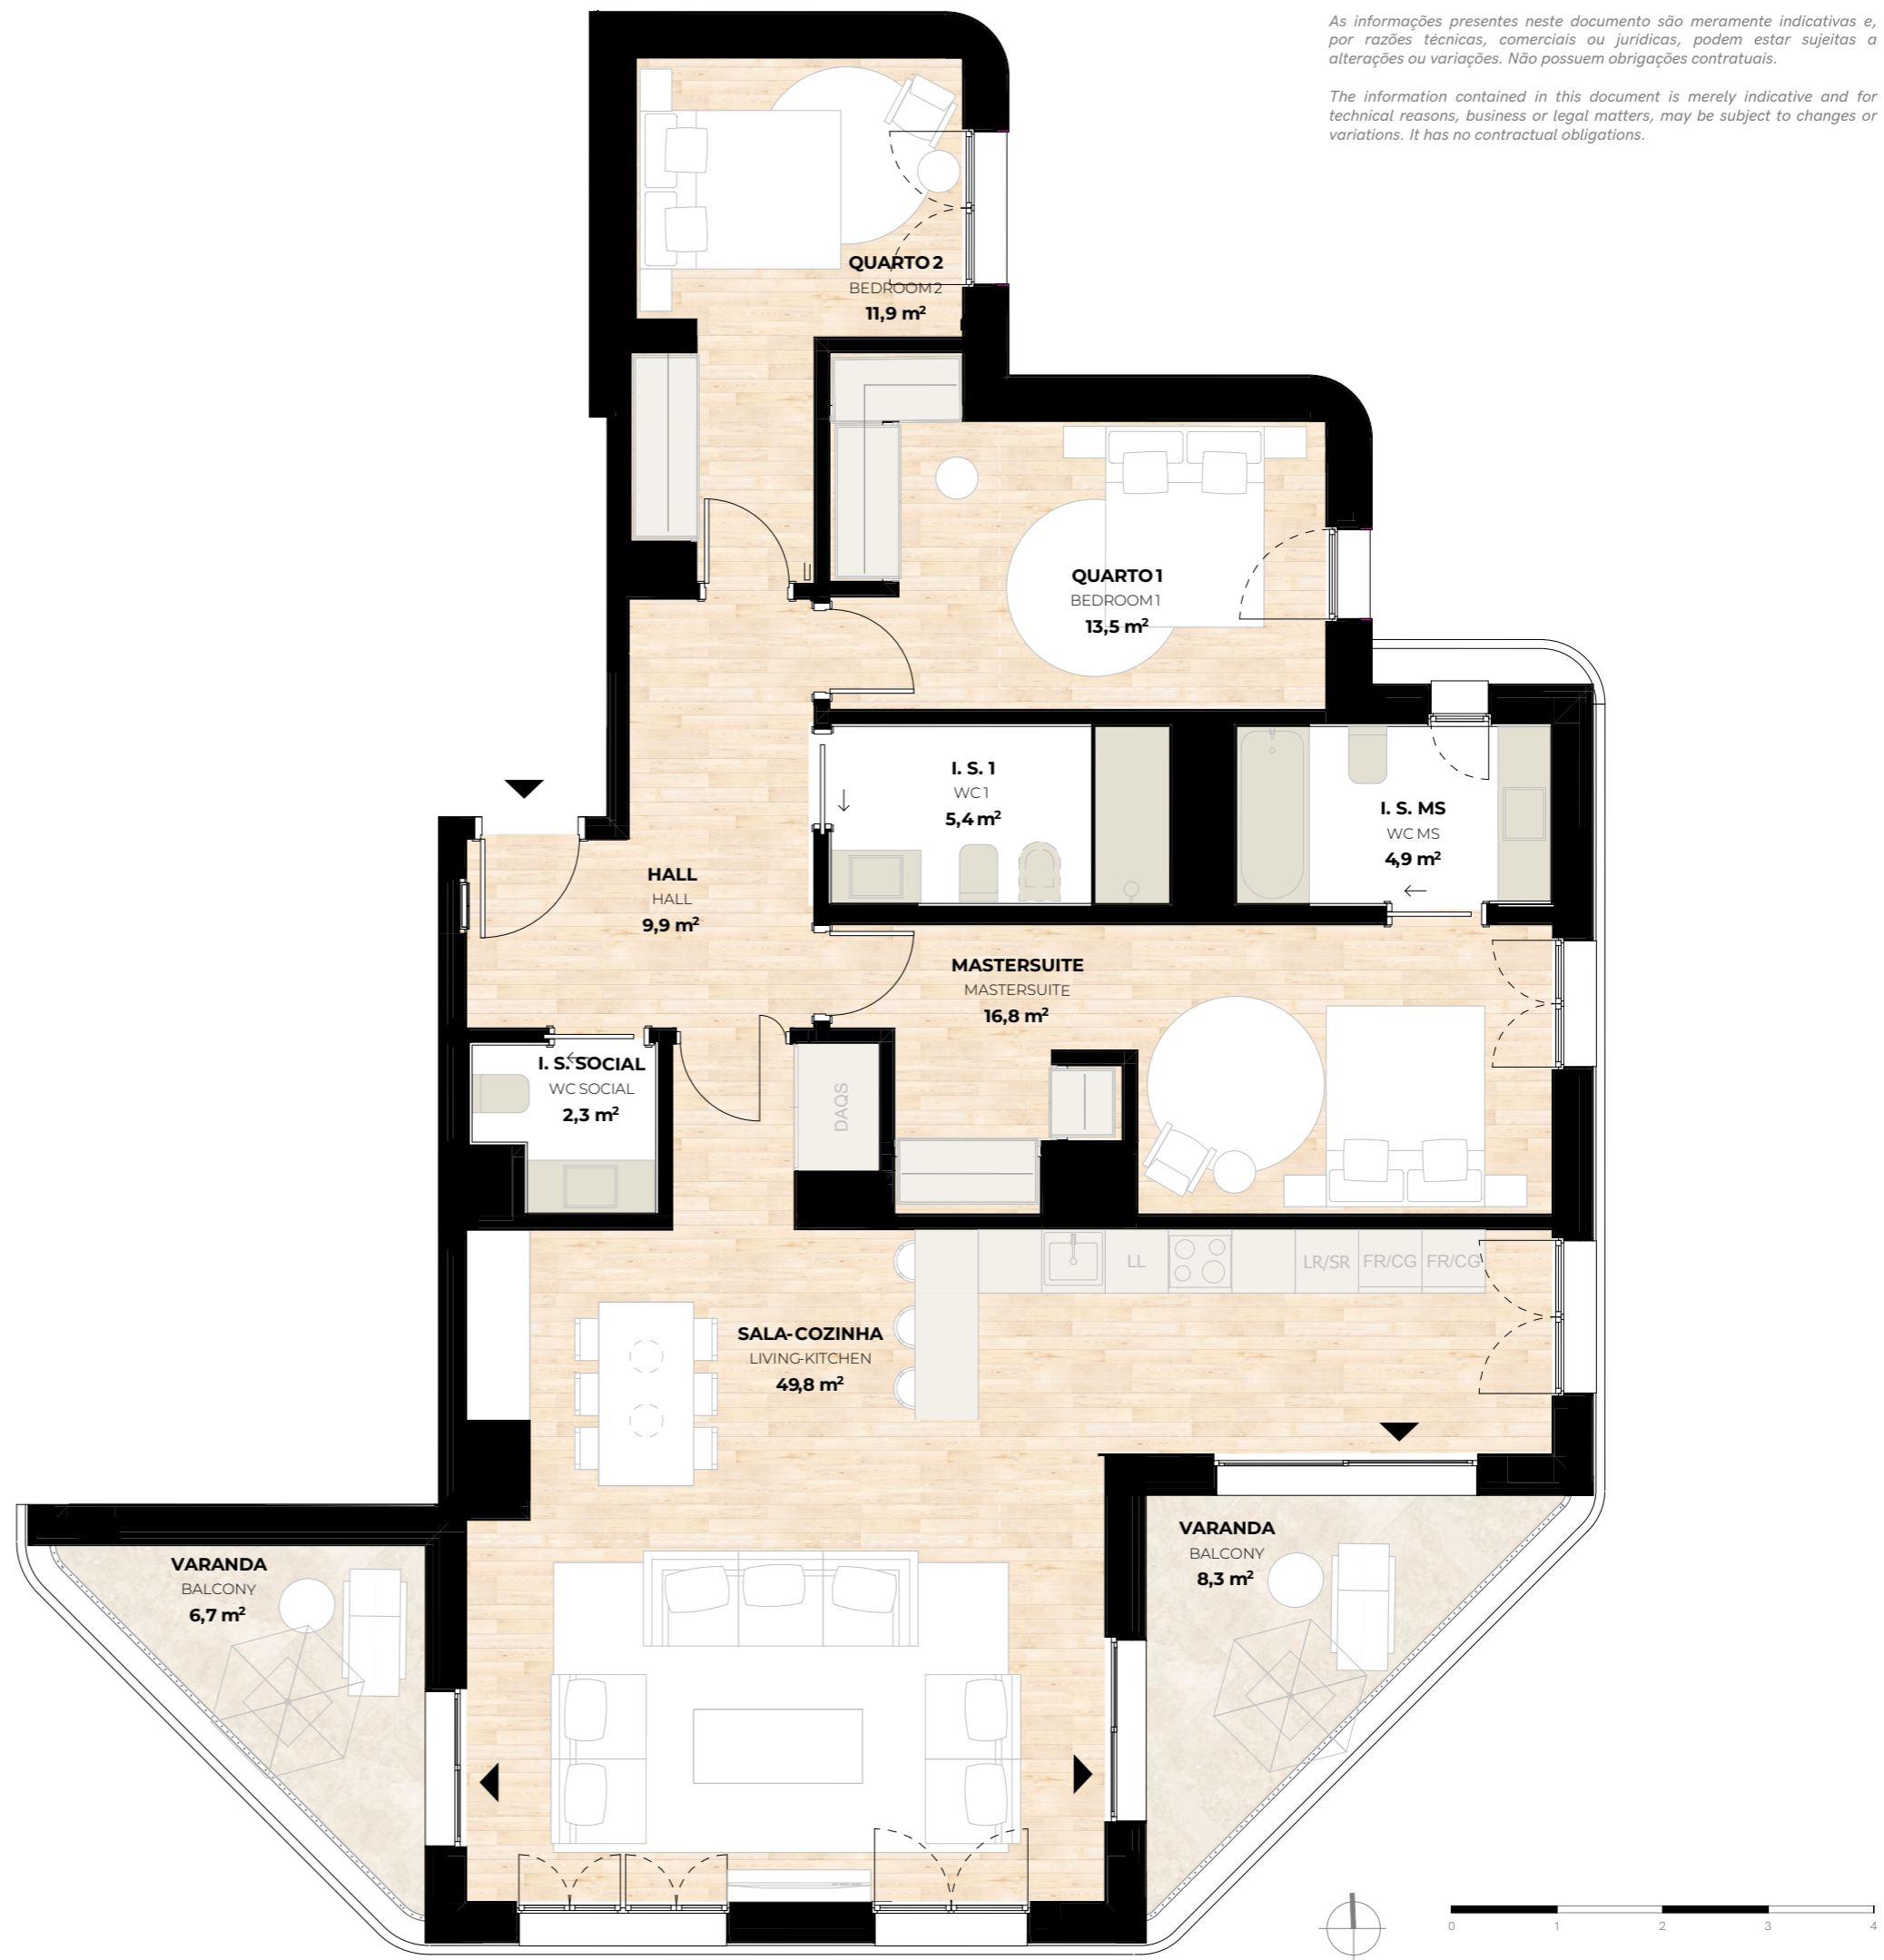 As informações presentes neste documento são meramente indicativas e,
por razões técnicas, comerciais ou jurídicas, podem estar sujeitas a
alterações ou variações. Não possuem obrigações contratuais.
The information contained in this document is merely indicative and for
technical reasons, business or legal matters, may be subject to changes or
variations. It has no contractual obligations.
QUARTO 2
BEDROOM 2
11,9 m²
QUARTO 1
BEDROOM 1
13,5 m²
I. S. 1
WC 1
5,4 m²
I. S. MS
WC MS
4,9 m²
HALL
HALL
9,9 m²
MASTERSUITE
MASTERSUITE
16,8 m²
I. S. SOCIAL
WC SOCIAL
2,3 m²
DAQS
LL
LR/SR
FR/CG
FR/CG
SALA-COZINHA
LIVING-KITCHEN
49,8 m²
VARANDA
BALCONY
6,7 m²
VARANDA
BALCONY
8,3 m²
0 1 2 3 4